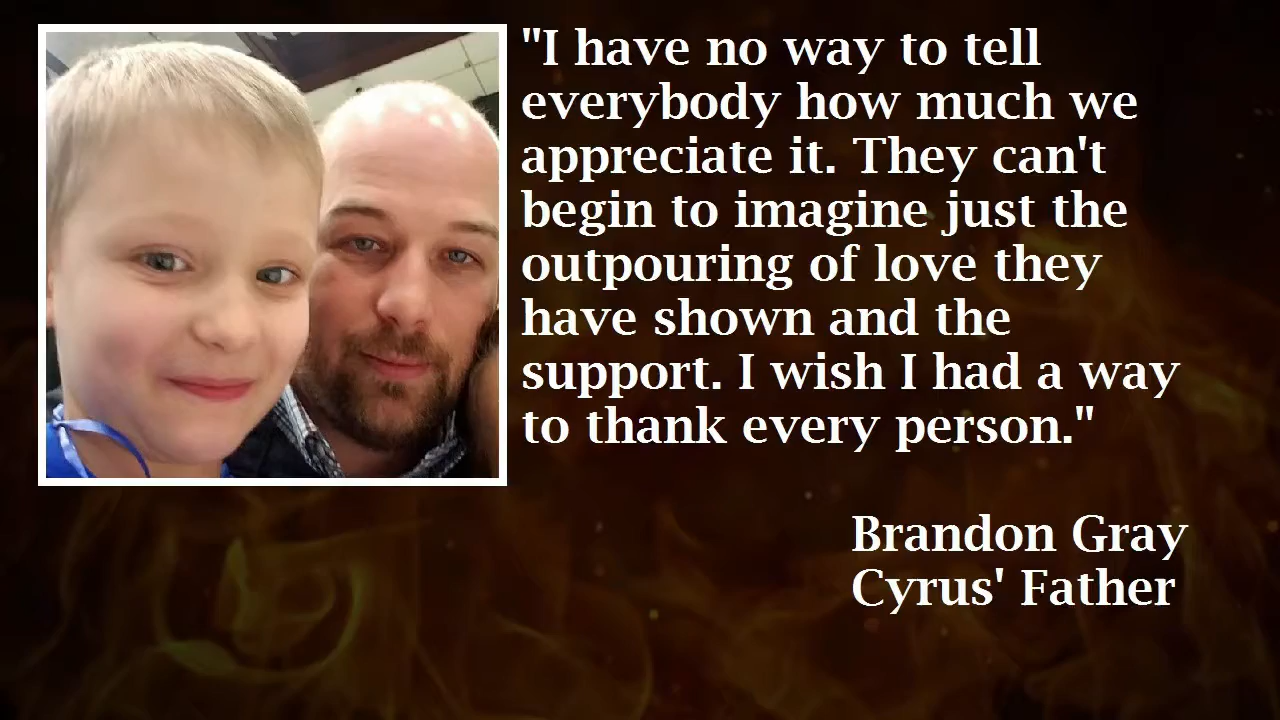 "I have no way to tell
everybody how much we
appreciate it. They can't
begin to imagine just the
outpouring of love they
have shown and the
support. I wish I had a way
to thank every person."
Brandon Gray
Cyrus' Father